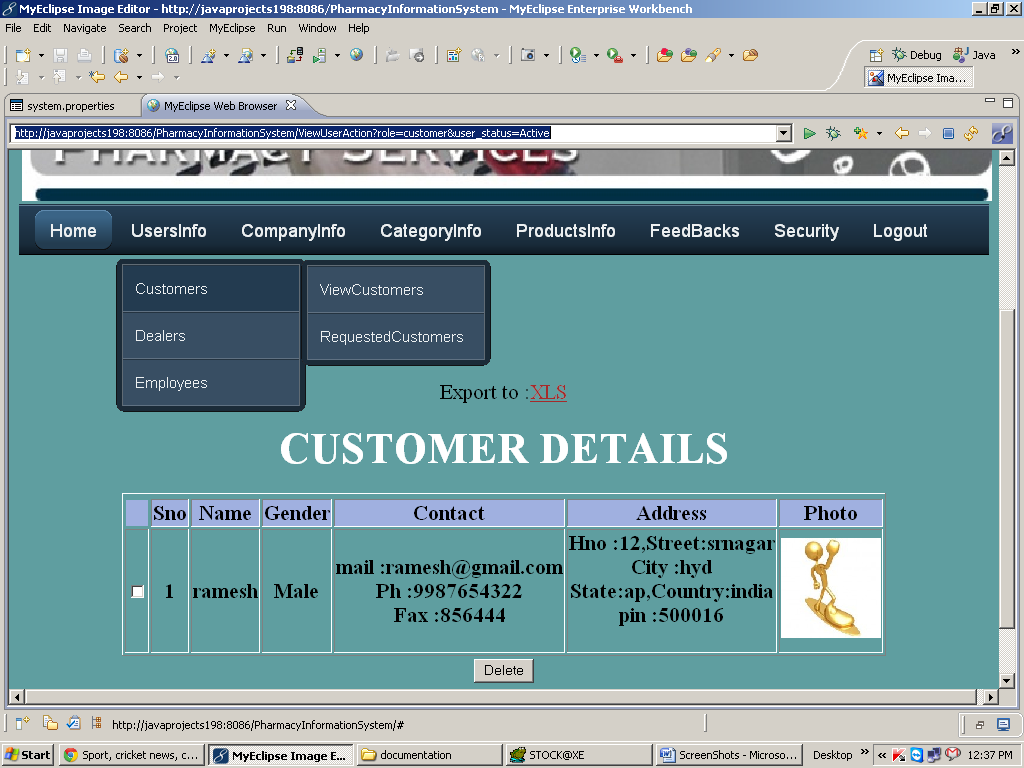 MyEclipse Image Editor - http://javaprojects198:8086/PharmacyInformationSystem - MyEclipse Enterprise Workbench
File Edit Navigate Search Project MyEclipse Run Window Help
2.0
Debug Java »
MyEclipse Ima...
system.properties MyEclipse Web Browser
http://javaprojects198:8086/PharmacyInformationSystem/ViewUserAction?role=customer&user_status=Active
PHARMACY SERVICES
Home UsersInfo CompanyInfo CategoryInfo ProductsInfo FeedBacks Security Logout
Customers ViewCustomers
Dealers RequestedCustomers
Employees
Export to :XLS
CUSTOMER DETAILS
Sno Name Gender Contact Address Photo
1 ramesh Male
mail :ramesh@gmail.com
Ph :9987654322
Fax :856444
Hno :12,Street:srnagar
City :hyd
State:ap,Country:india
pin :500016
Delete
http://javaprojects198:8086/PharmacyInformationSystem/#
Start Sport, cricket news, c... MyEclipse Image E... documentation STOCK@XE ScreenShots - Microso... Desktop » « 12:37 PM